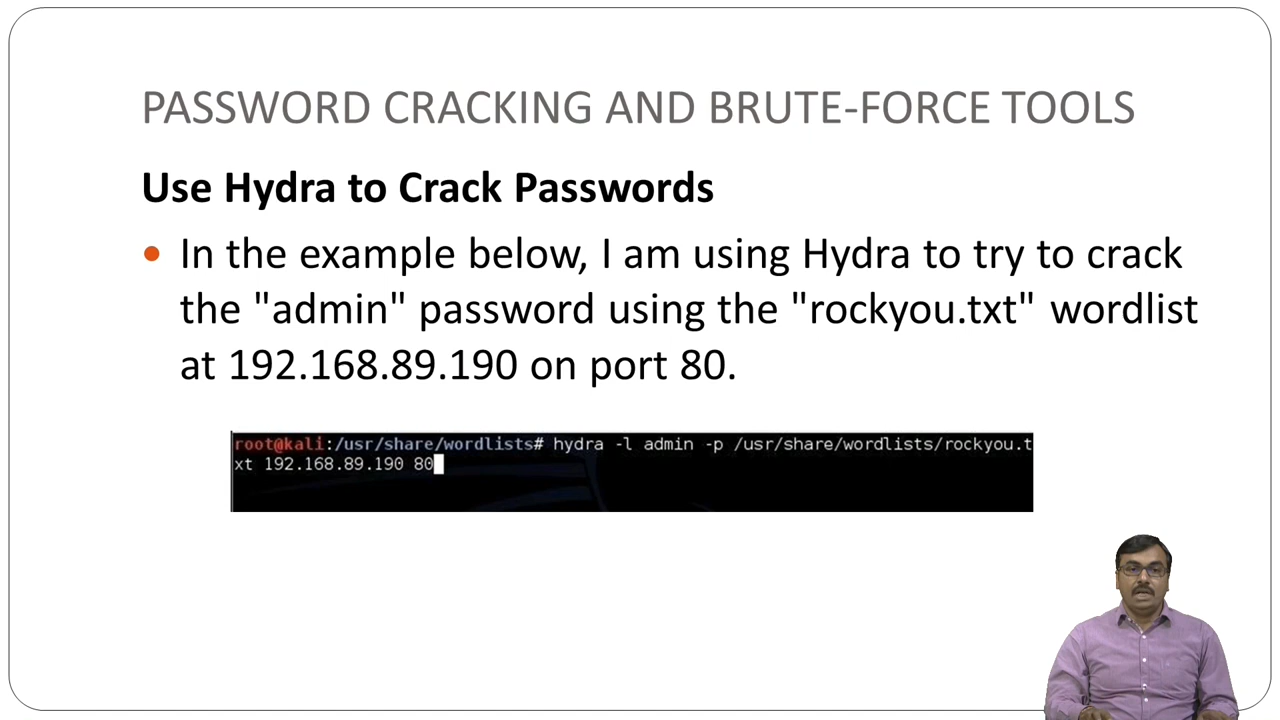 PASSWORD CRACKING AND BRUTE-FORCE TOOLS
Use Hydra to Crack Passwords
• In the example below, I am using Hydra to try to crack
the "admin" password using the "rockyou.txt" wordlist
at 192.168.89.190 on port 80.
root@kali:/usr/share/wordlists# hydra -l admin -p /usr/share/wordlists/rockyou.t
xt 192.168.89.190 80